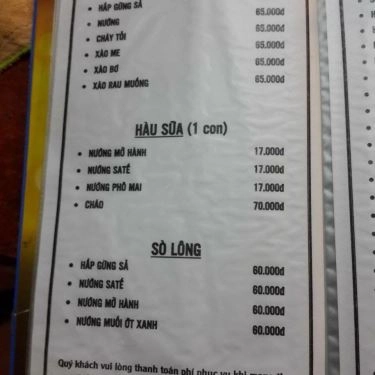 • HẤP GỪNG SẢ 65.000đ
• NƯỚNG 65.000đ
• CHÁY TỎI 65.000đ
• XÀO ME 65.000đ
• XÀO BƠ 65.000đ
• XÀO RAU MUỐNG 65.000đ
HÀU SỮA (1 con)
• NƯỚNG MỠ HÀNH 17.000đ
• NƯỚNG SATẾ 17.000đ
• NƯỚNG PHÔ MAI 17.000đ
• CHÁO 70.000đ
SÒ LÔNG
• HẤP GỪNG SẢ 60.000đ
• NƯỚNG SATẾ 60.000đ
• NƯỚNG MỠ HÀNH 60.000đ
• NƯỚNG MUỐI ỚT XANH 60.000đ
Quý khách vui lòng thanh toán phí phục vụ khi mang